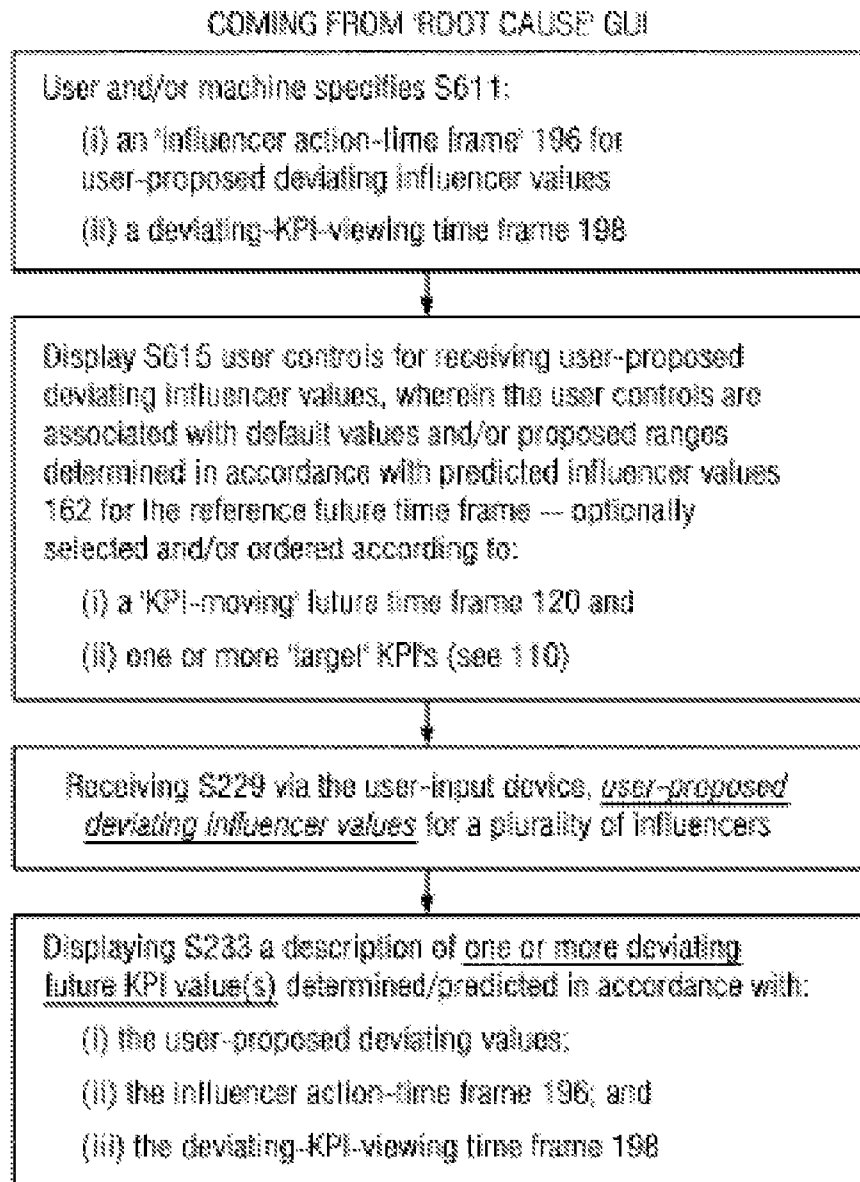 COMING FROM 'ROOT CAUSE' GUI
User and/or machine specifies S611:
(i) an 'influencer action-time frame' 196 for
user-proposed deviating influencer values
(ii) a deviating-KPI-viewing time frame 198
Display S615 user controls for receiving user-proposed
deviating influencer values, wherein the user controls are
associated with default values and/or proposed ranges
determined in accordance with predicted influencer values
162 for the reference future time frame -- optionally
selected and/or ordered according to:
(i) a 'KPI-moving' future time frame 120 and
(ii) one or more 'target' KPI's (see 110)
Receiving S229 via the user-input device, user-proposed
deviating influencer values for a plurality of influencers
Displaying S233 a description of one or more deviating
future KPI value(s) determined/predicted in accordance with:
(i) the user-proposed deviating values;
(ii) the influencer action-time frame 196; and
(iii) the deviating-KPI-viewing time frame 198